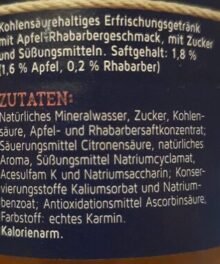 Kohlensäurehaltiges Erfrischungsgetränk
mit Apfel-Rhabarbergeschmack, mit Zucker
und Süßungsmitteln. Saftgehalt: 1,8 %
(1,6 % Apfel, 0,2 % Rhabarber)
ZUTATEN:
Natürliches Mineralwasser, Zucker, Kohlen-
säure, Apfel- und Rhabarbersaftkonzentrat;
Säuerungsmittel Citronensäure, natürliches
Aroma, Süßungsmittel Natriumcyclamat,
Acesulfam K und Natriumsaccharin; Konser-
vierungsstoffe Kaliumsorbat und Natrium-
benzoat; Antioxidationsmittel Ascorbinsäure,
Farbstoff: echtes Karmin.
Kalorienarm.